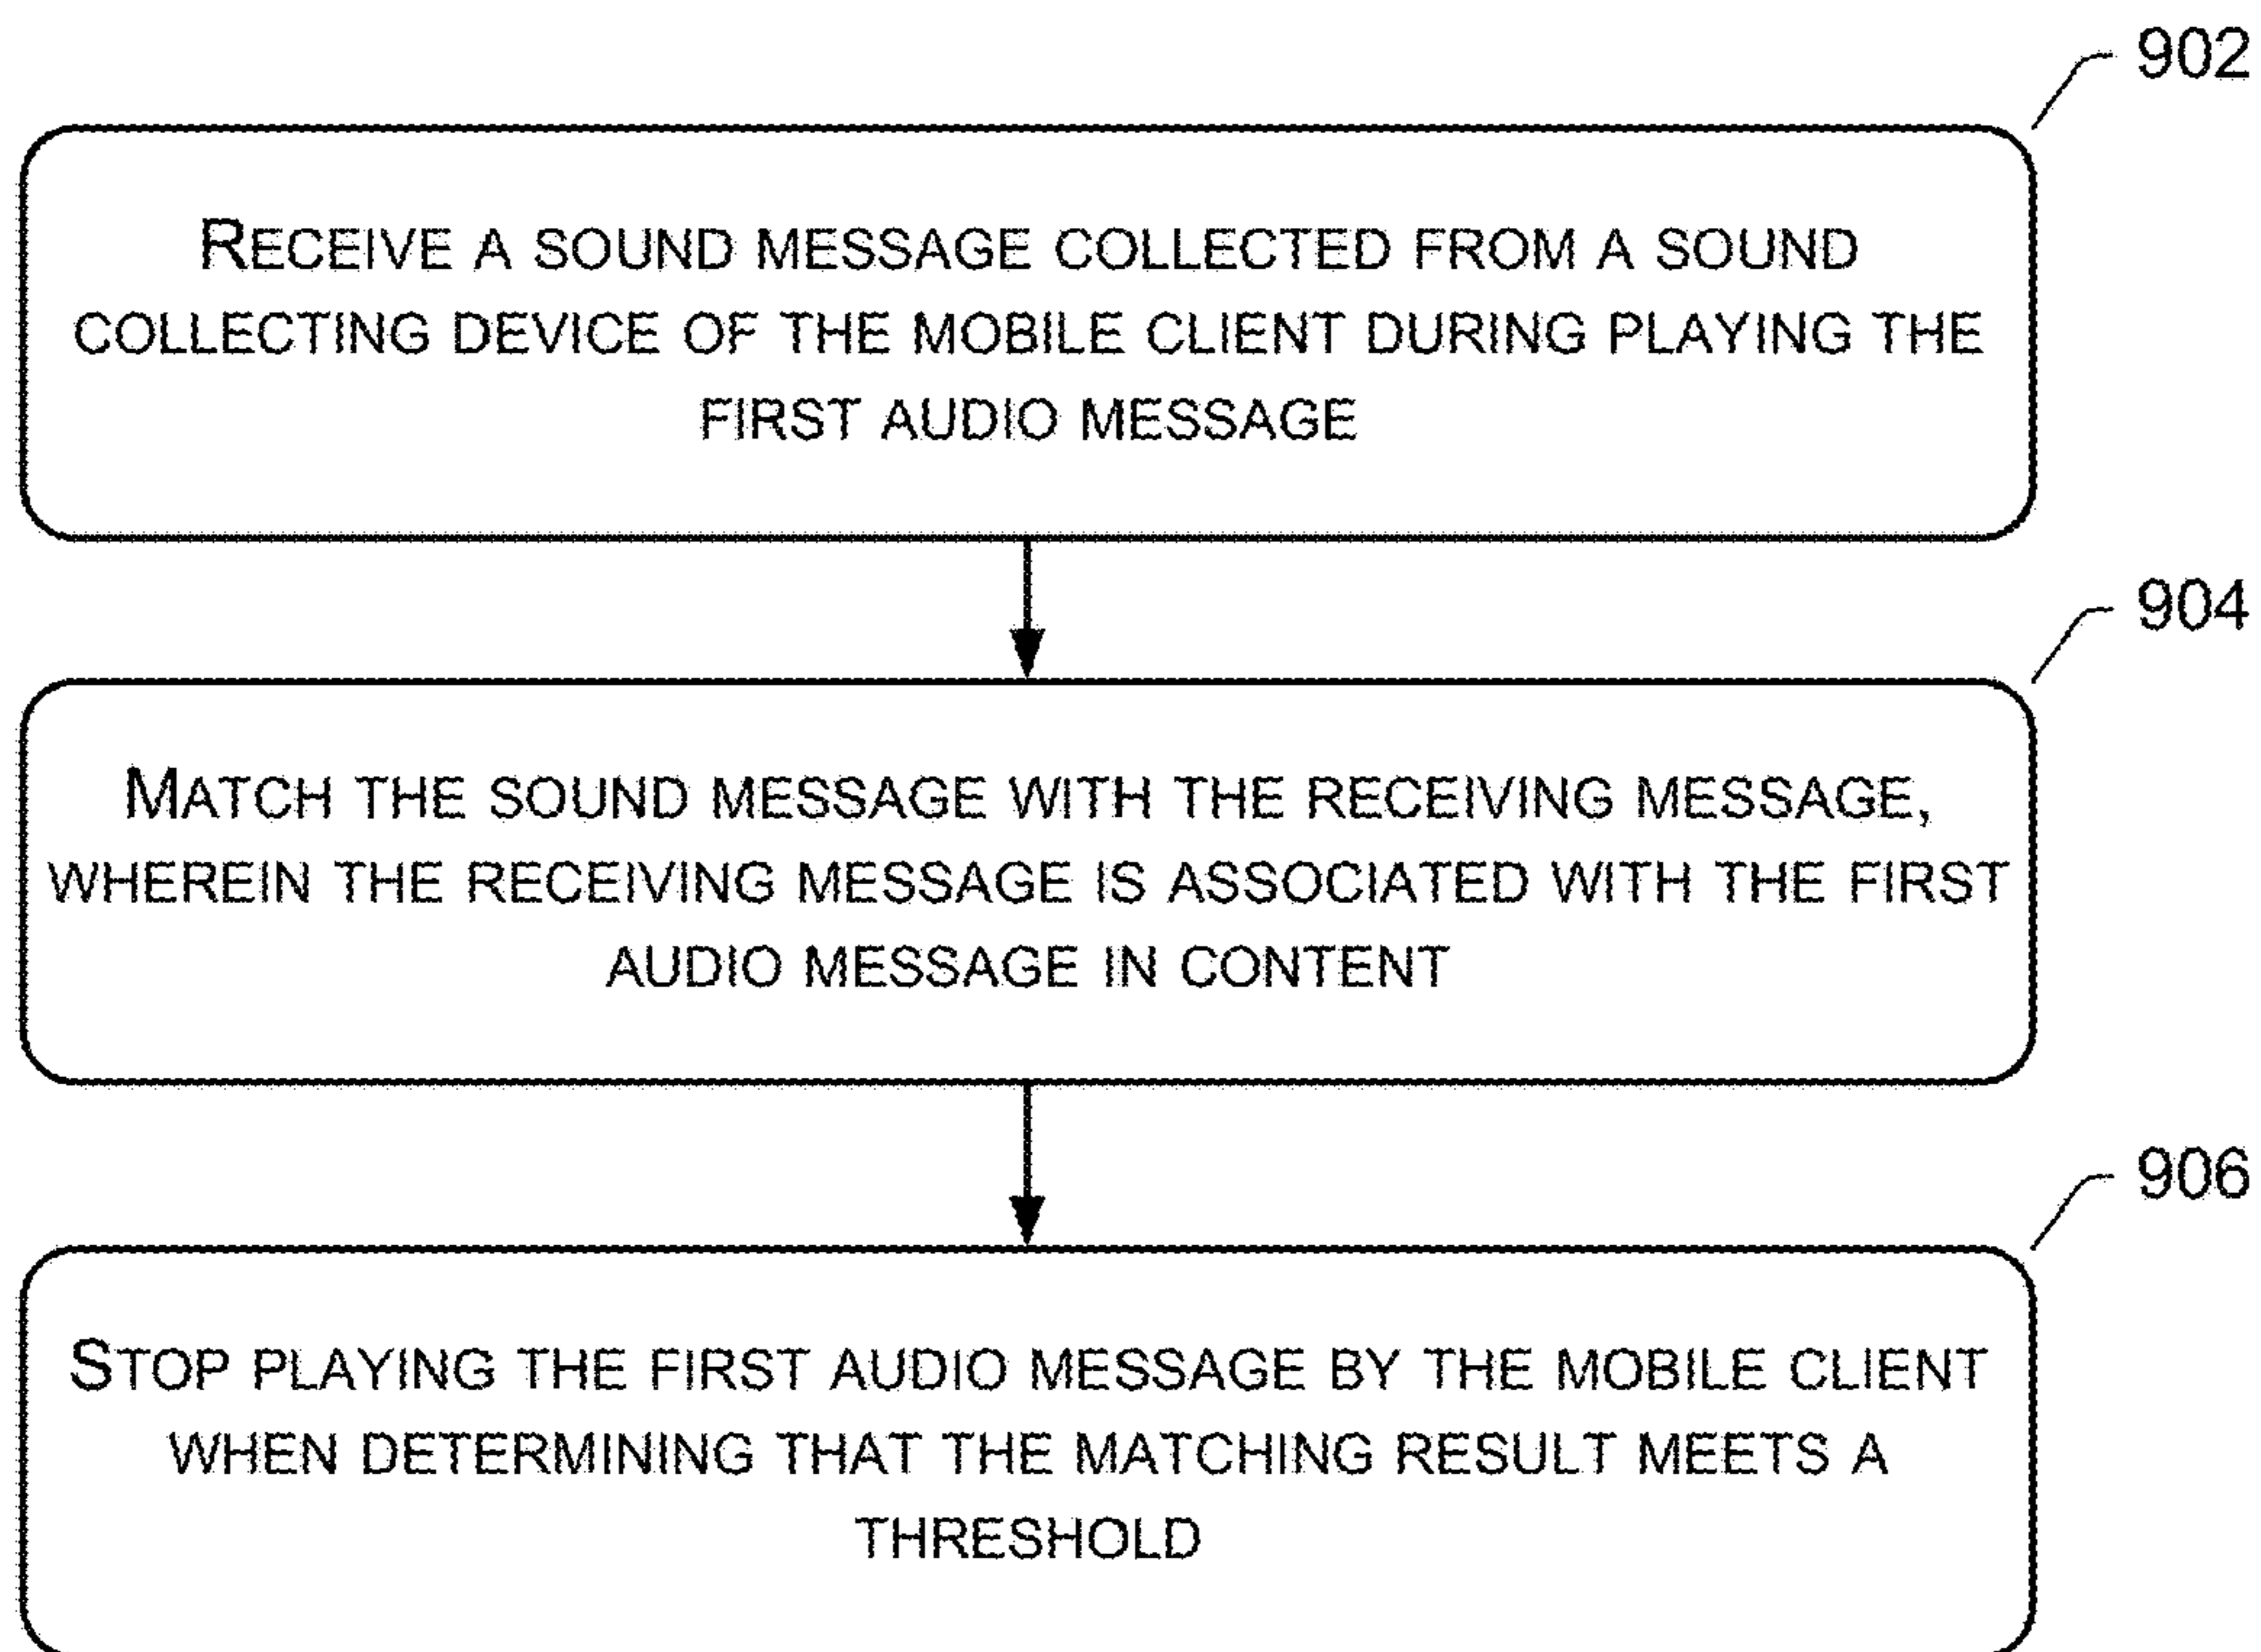 902
RECEIVE A SOUND MESSAGE COLLECTED FROM A SOUND
COLLECTING DEVICE OF THE MOBILE CLIENT DURING PLAYING THE
FIRST AUDIO MESSAGE
904
MATCH THE SOUND MESSAGE WITH THE RECEIVING MESSAGE,
WHEREIN THE RECEIVING MESSAGE IS ASSOCIATED WITH THE FIRST
AUDIO MESSAGE IN CONTENT
906
STOP PLAYING THE FIRST AUDIO MESSAGE BY THE MOBILE CLIENT
WHEN DETERMINING THAT THE MATCHING RESULT MEETS A
THRESHOLD